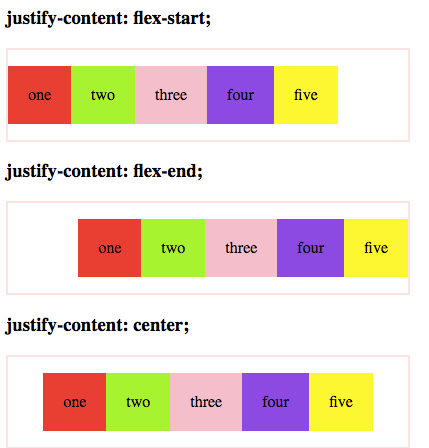 justify-content: flex-start;
one two three four five
justify-content: flex-end;
one two three four five
justify-content: center;
one two three four five